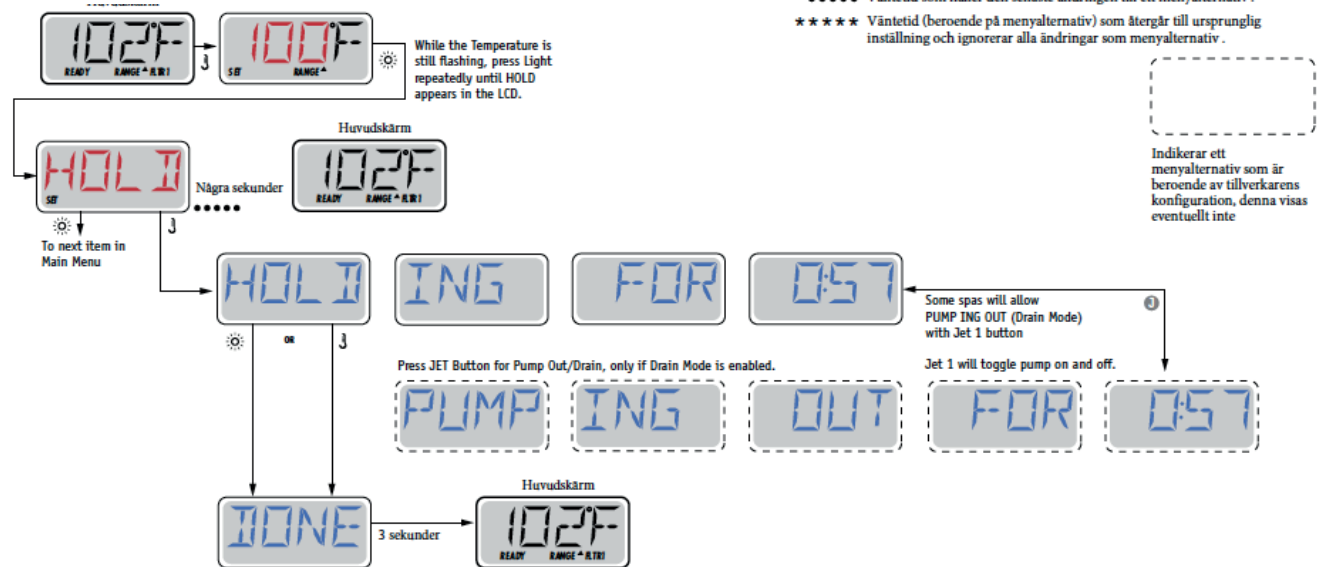 102°F
READY RANGE FLTR1
100°F
SET RANGE
While the Temperature is
still flashing, press Light
repeatedly until HOLD
appears in the LCD.
***** Väntetid (beroende på menyalternativ) som återgår till ursprunglig
inställning och ignorerar alla ändringar som menyalternativ .
Indikerar ett
menyalternativ som är
beroende av tillverkarens
konfiguration, denna visas
eventuellt inte
HOLD
SET
Några sekunder
Huvudskärm
102°F
READY RANGE FLTR1
To next item in
Main Menu
HOLD
ING
FOR
0:57
Some spas will allow
PUMP ING OUT (Drain Mode)
with Jet 1 button
3
OR
Press JET Button for Pump Out/Drain, only if Drain Mode is enabled.
Jet 1 will toggle pump on and off.
PUMP
ING
OUT
FOR
0:57
DONE
3 sekunder
Huvudskärm
102°F
READY RANGE FLTR1